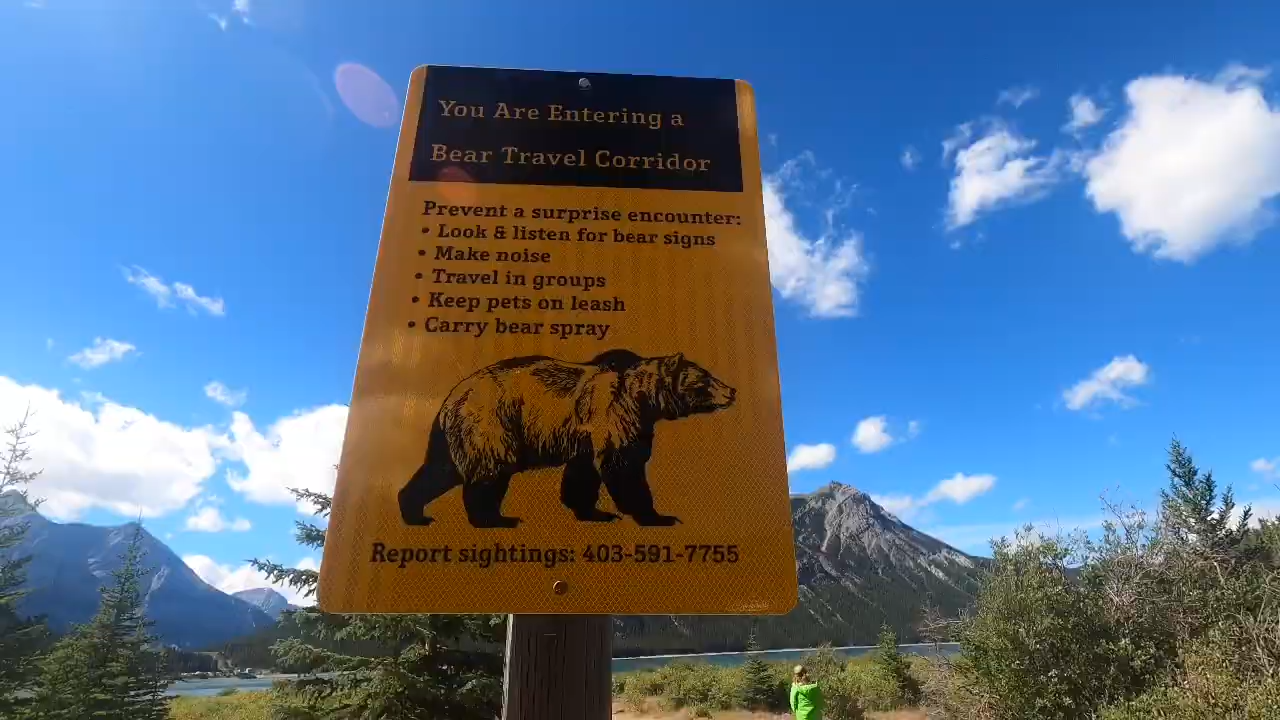 You Are Entering a
Bear Travel Corridor
Prevent a surprise encounter:
• Look & listen for bear signs
• Make noise
• Travel in groups
• Keep pets on leash
• Carry bear spray
Report sightings: 403-591-7755